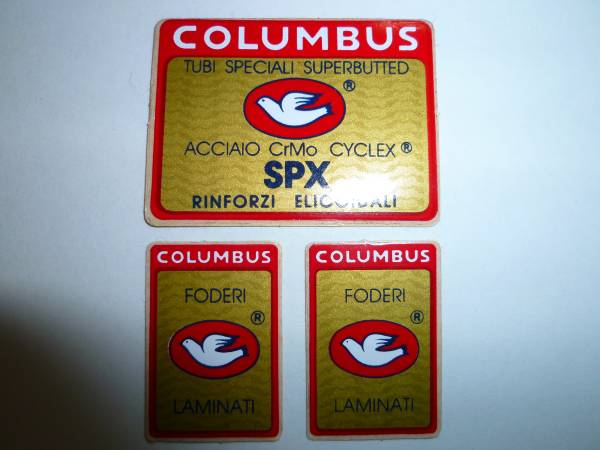 COLUMBUS
TUBI SPECIALI SUPERBUTTED
®
ACCIAIO CrMo CYCLEX ®
SPX
RINFORZI ELICOIDALI
COLUMBUS
FODERI
®
LAMINATI
COLUMBUS
FODERI
®
LAMINATI